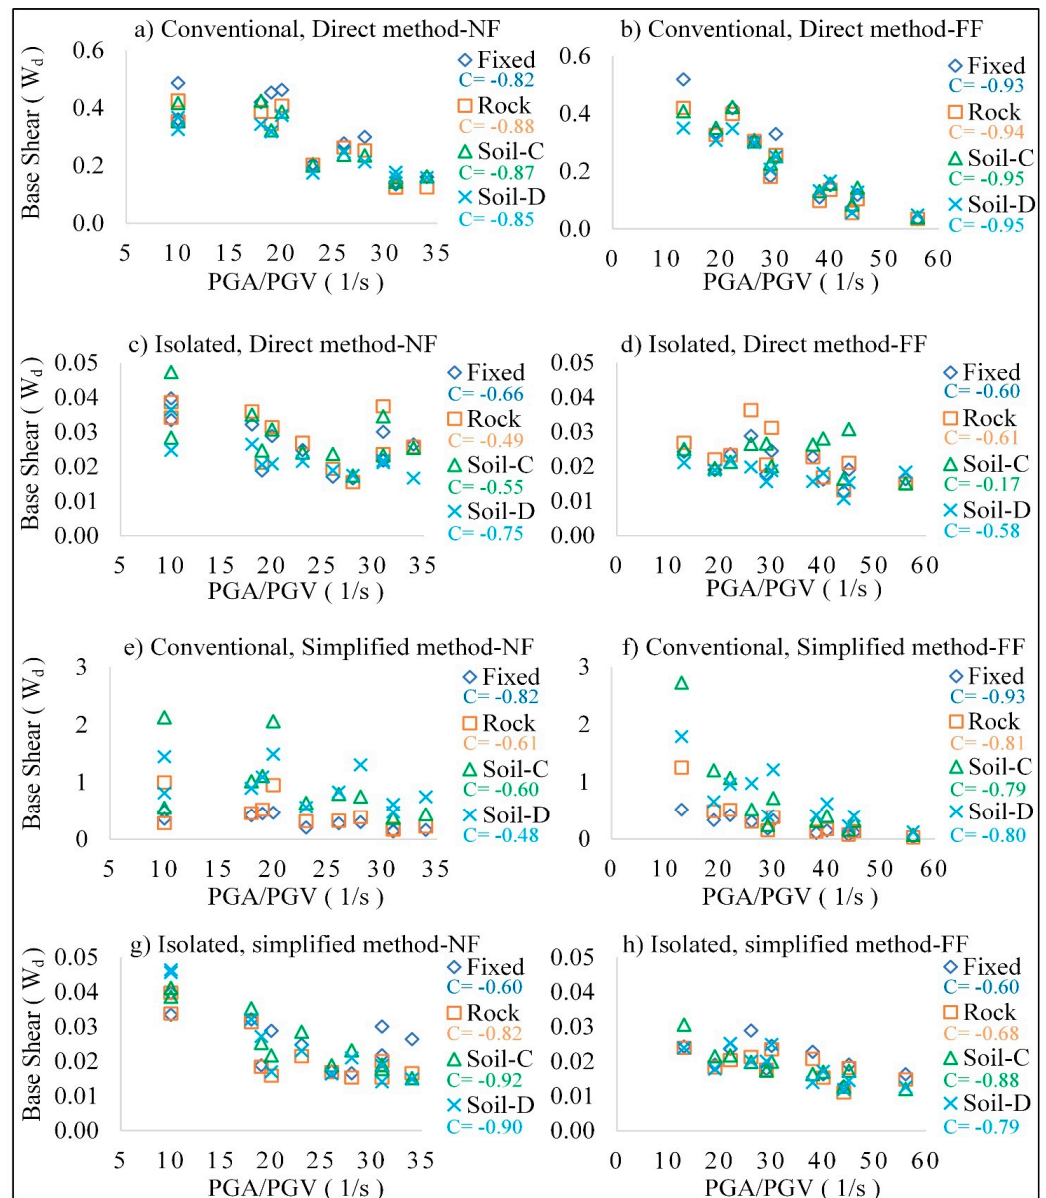 a) Conventional, Direct method-NF
Base Shear ( Wd)
0.6
0.4
0.2
0.0
5 10 15 20 25 30 35
PGA/PGV ( 1/s )
Fixed
C= -0.82
Rock
C= -0.88
Soil-C
C= -0.87
Soil-D
C= -0.85
b) Conventional, Direct method-FF
0.6
0.4
0.2
0.0
0 10 20 30 40 50 60
PGA/PGV ( 1/s )
Fixed
C= -0.93
Rock
C= -0.94
Soil-C
C= -0.95
Soil-D
C= -0.95
c) Isolated, Direct method-NF
Base Shear ( Wd)
0.05
0.04
0.03
0.02
0.01
0.00
5 10 15 20 25 30 35
PGA/PGV ( 1/s )
Fixed
C= -0.66
Rock
C= -0.49
Soil-C
C= -0.55
Soil-D
C= -0.75
d) Isolated, Direct method-FF
0.05
0.04
0.03
0.02
0.01
0.00
0 10 20 30 40 50 60
PGA/PGV ( 1/s )
Fixed
C= -0.60
Rock
C= -0.61
Soil-C
C= -0.17
Soil-D
C= -0.58
e) Conventional, Simplified method-NF
Base Shear ( Wd)
3
2
1
0
5 10 15 20 25 30 35
PGA/PGV ( 1/s )
Fixed
C= -0.82
Rock
C= -0.61
Soil-C
C= -0.60
Soil-D
C= -0.48
f) Conventional, Simplified method-FF
3
2
1
0
0 10 20 30 40 50 60
PGA/PGV ( 1/s )
Fixed
C= -0.93
Rock
C= -0.81
Soil-C
C= -0.79
Soil-D
C= -0.80
g) Isolated, simplified method-NF
Base Shear ( Wd)
0.05
0.04
0.03
0.02
0.01
0.00
5 10 15 20 25 30 35
PGA/PGV ( 1/s )
Fixed
C= -0.60
Rock
C= -0.82
Soil-C
C= -0.92
Soil-D
C= -0.90
h) Isolated, simplified method-FF
0.05
0.04
0.03
0.02
0.01
0.00
0 10 20 30 40 50 60
PGA/PGV ( 1/s )
Fixed
C= -0.60
Rock
C= -0.68
Soil-C
C= -0.88
Soil-D
C= -0.79